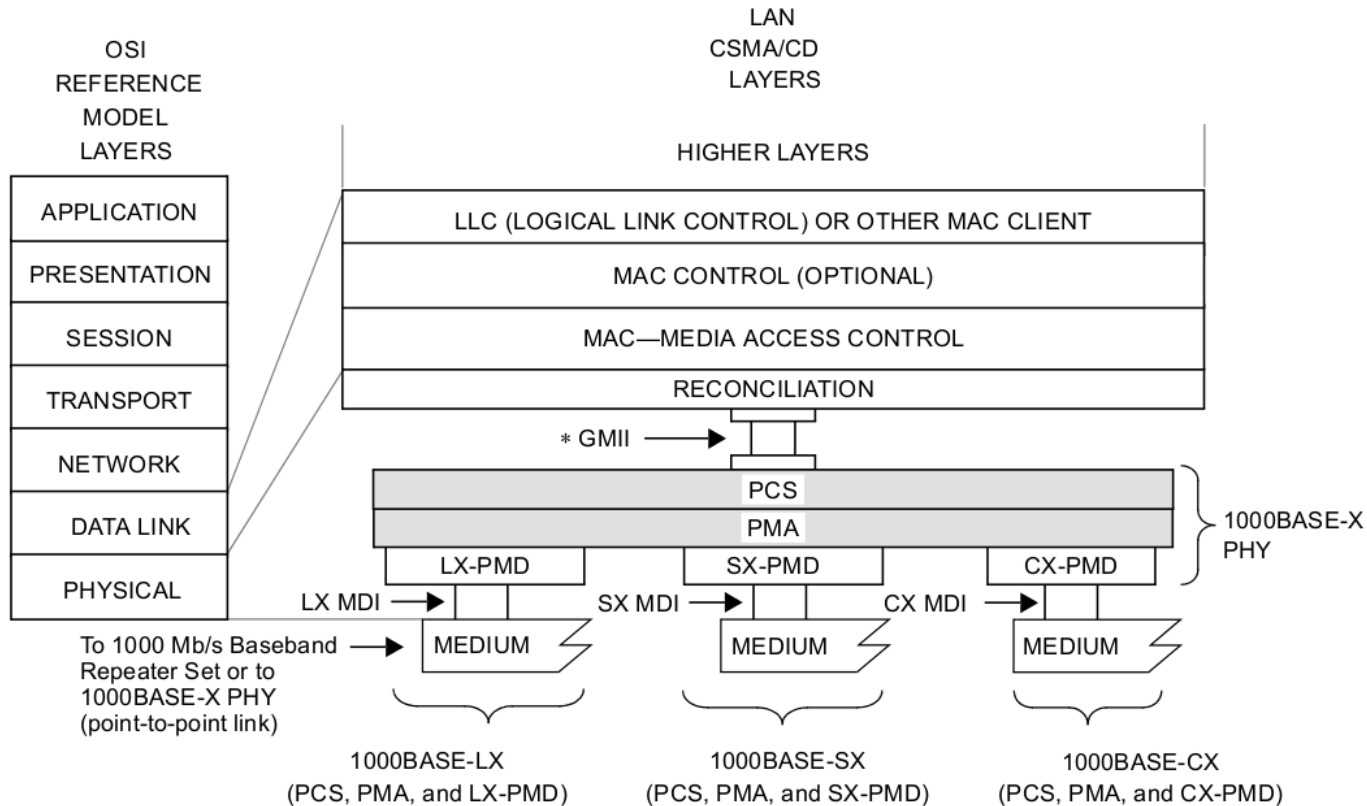 OSI
REFERENCE
MODEL
LAYERS
APPLICATION
PRESENTATION
SESSION
TRANSPORT
NETWORK
DATA LINK
PHYSICAL
LAN
CSMA/CD
LAYERS
HIGHER LAYERS
LLC (LOGICAL LINK CONTROL) OR OTHER MAC CLIENT
MAC CONTROL (OPTIONAL)
MAC—MEDIA ACCESS CONTROL
RECONCILIATION
* GMII
PCS
PMA
1000BASE-X
PHY
LX-PMD
SX-PMD
CX-PMD
LX MDI
SX MDI
CX MDI
To 1000 Mb/s Baseband
Repeater Set or to
1000BASE-X PHY
(point-to-point link)
MEDIUM
MEDIUM
MEDIUM
1000BASE-LX
(PCS, PMA, and LX-PMD)
1000BASE-SX
(PCS, PMA, and SX-PMD)
1000BASE-CX
(PCS, PMA, and CX-PMD)